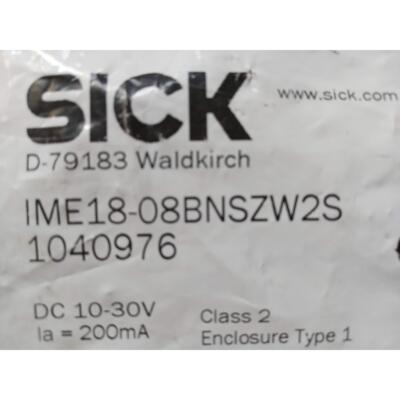 SICK
www.sick.com
D-79183 Waldkirch
IME18-08BNSZW2S
1040976
DC 10-30V
Ia = 200mA
Class 2
Enclosure Type 1